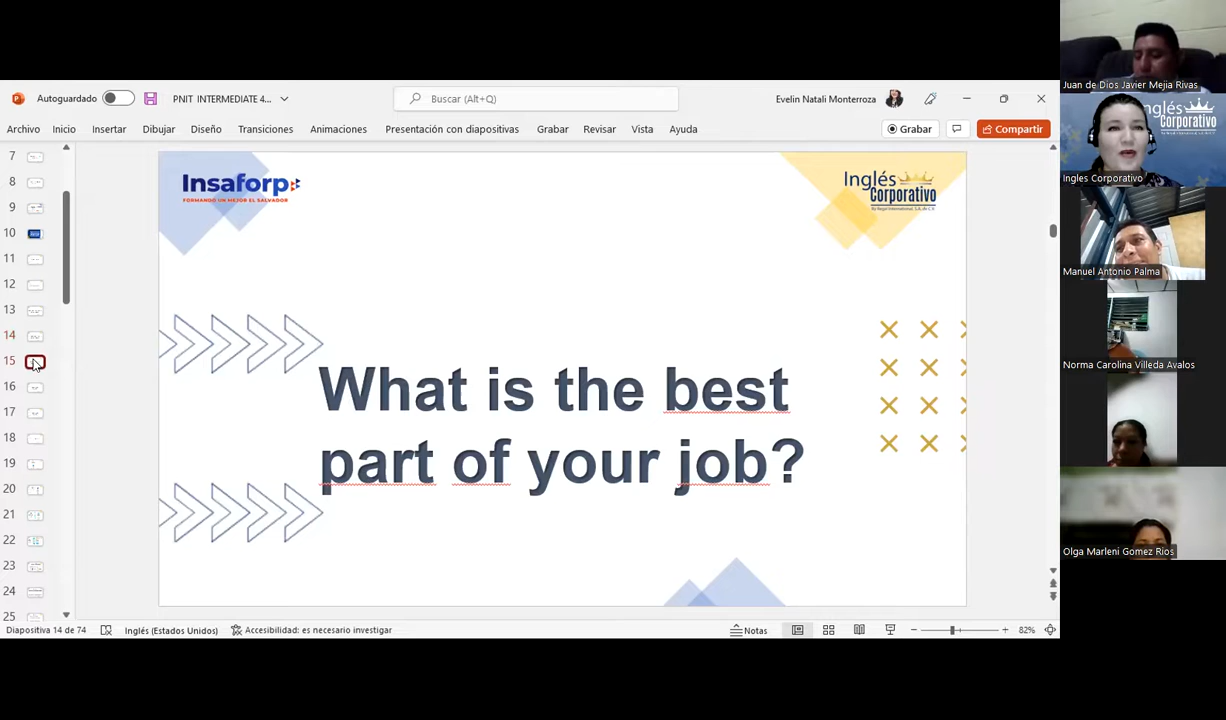 Autoguardado
PNIT INTERMEDIATE 4...
Buscar (Alt+Q)
Evelin Natali Monterroza
Archivo
Inicio
Insertar
Dibujar
Diseño
Transiciones
Animaciones
Presentación con diapositivas
Grabar
Revisar
Vista
Ayuda
Grabar
Compartir
7
8
9
10
11
12
13
14
15
16
17
18
19
20
21
22
23
24
25
Insaforp
FORMANDO UN MEJOR EL SALVADOR
Inglés
Corporativo
What is the best
part of your job?
Diapositiva 14 de 74
Inglés (Estados Unidos)
Accesibilidad: es necesario investigar
Notas
82%
Juan de Dios Javier Mejia Rivas
Inglés
Corporativo
Ingles Corporativo
Manuel Antonio Palma
Norma Carolina Villeda Avalos
Olga Marleni Gomez Rios